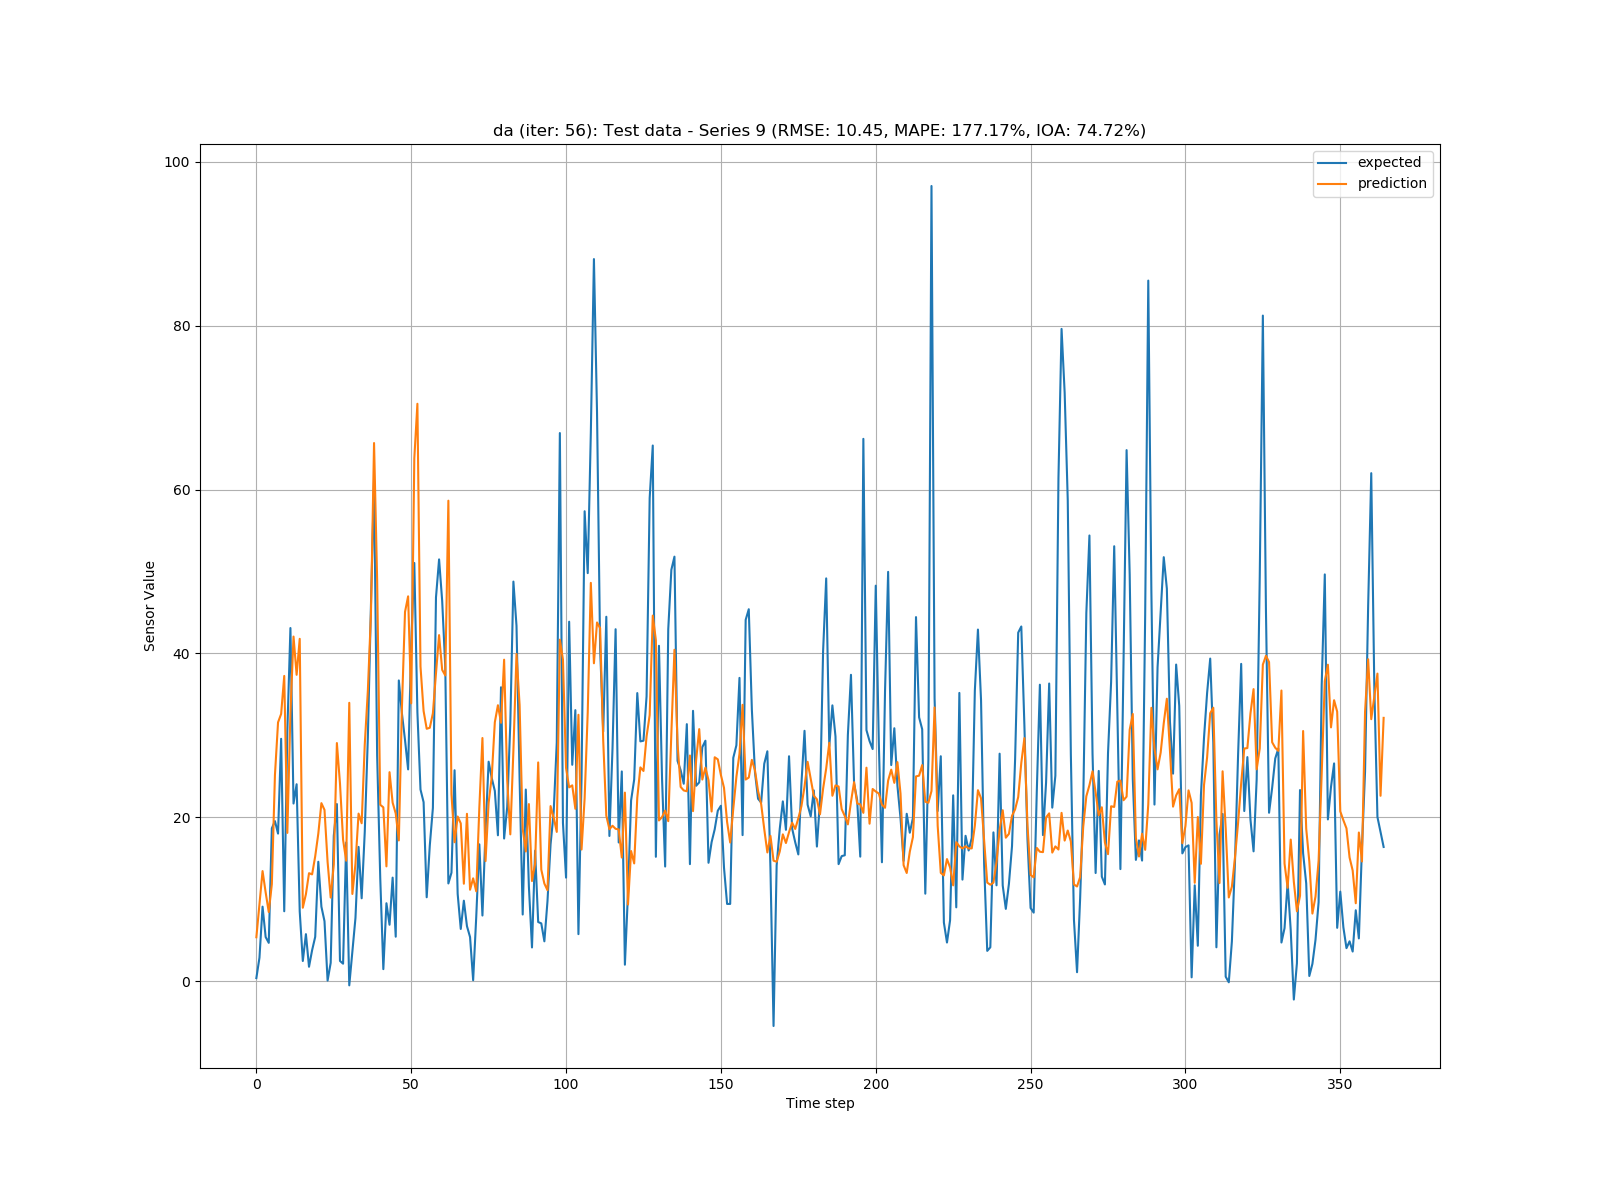 da (iter: 56): Test data - Series 9 (RMSE: 10.45, MAPE: 177.17%, IOA: 74.72%)
expected
prediction
100
80
60
40
20
0
Sensor Value
0 50 100 150 200 250 300 350
Time step